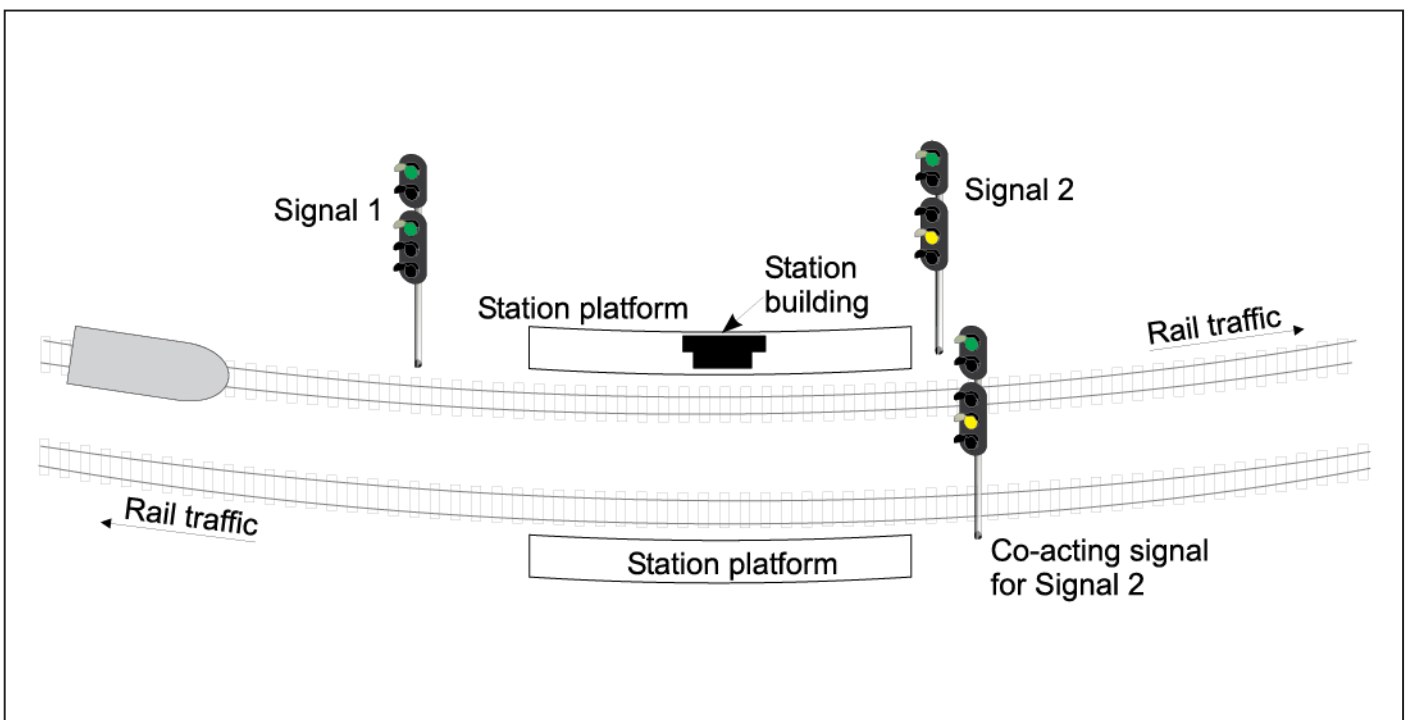 Signal 1
Signal 2
Station
building
Station platform
Rail traffic
Rail traffic
Station platform
Co-acting signal
for Signal 2